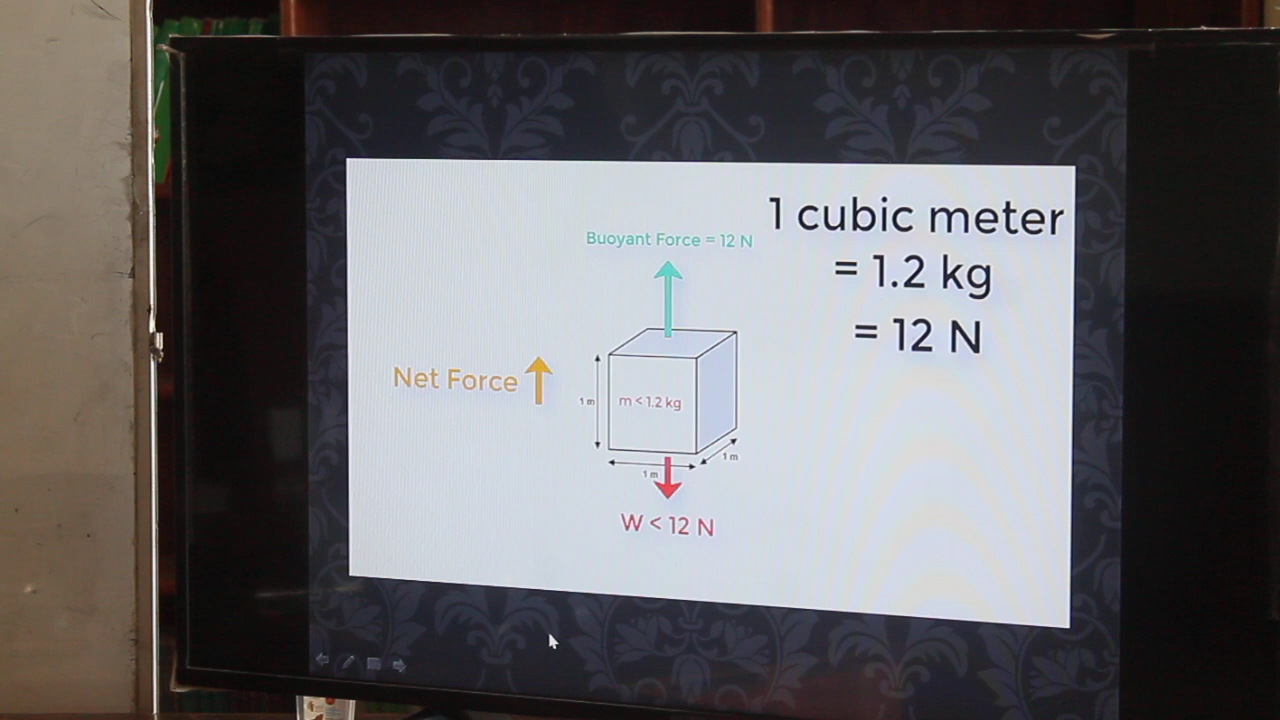 1 cubic meter
= 1.2 kg
= 12 N
Buoyant Force = 12 N
Net Force
1 m
m < 1.2 kg
1 m
1 m
W < 12 N